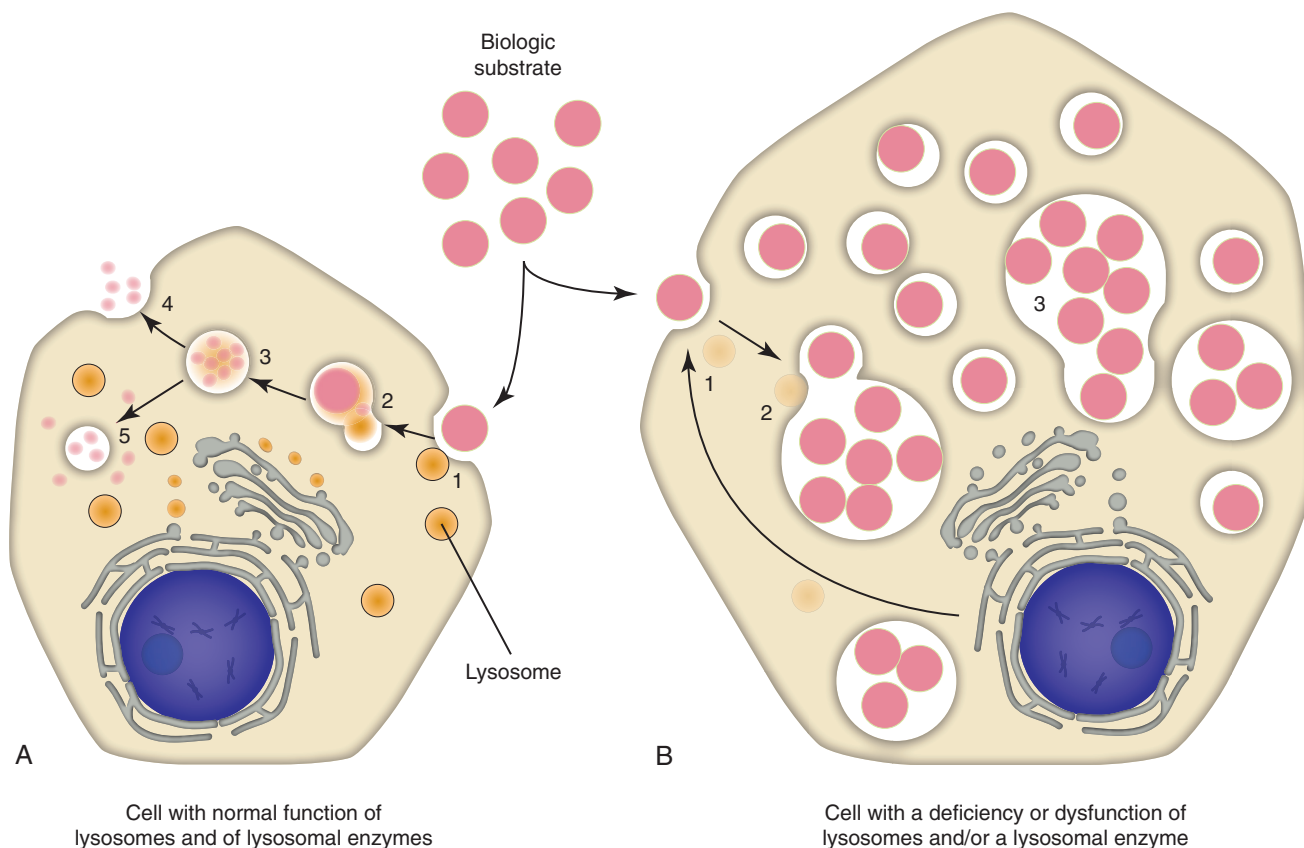 Biologic
substrate
4
3
2
5
1
Lysosome
A
Cell with normal function of
lysosomes and of lysosomal enzymes
3
1
2
B
Cell with a deficiency or dysfunction of
lysosomes and/or a lysosomal enzyme